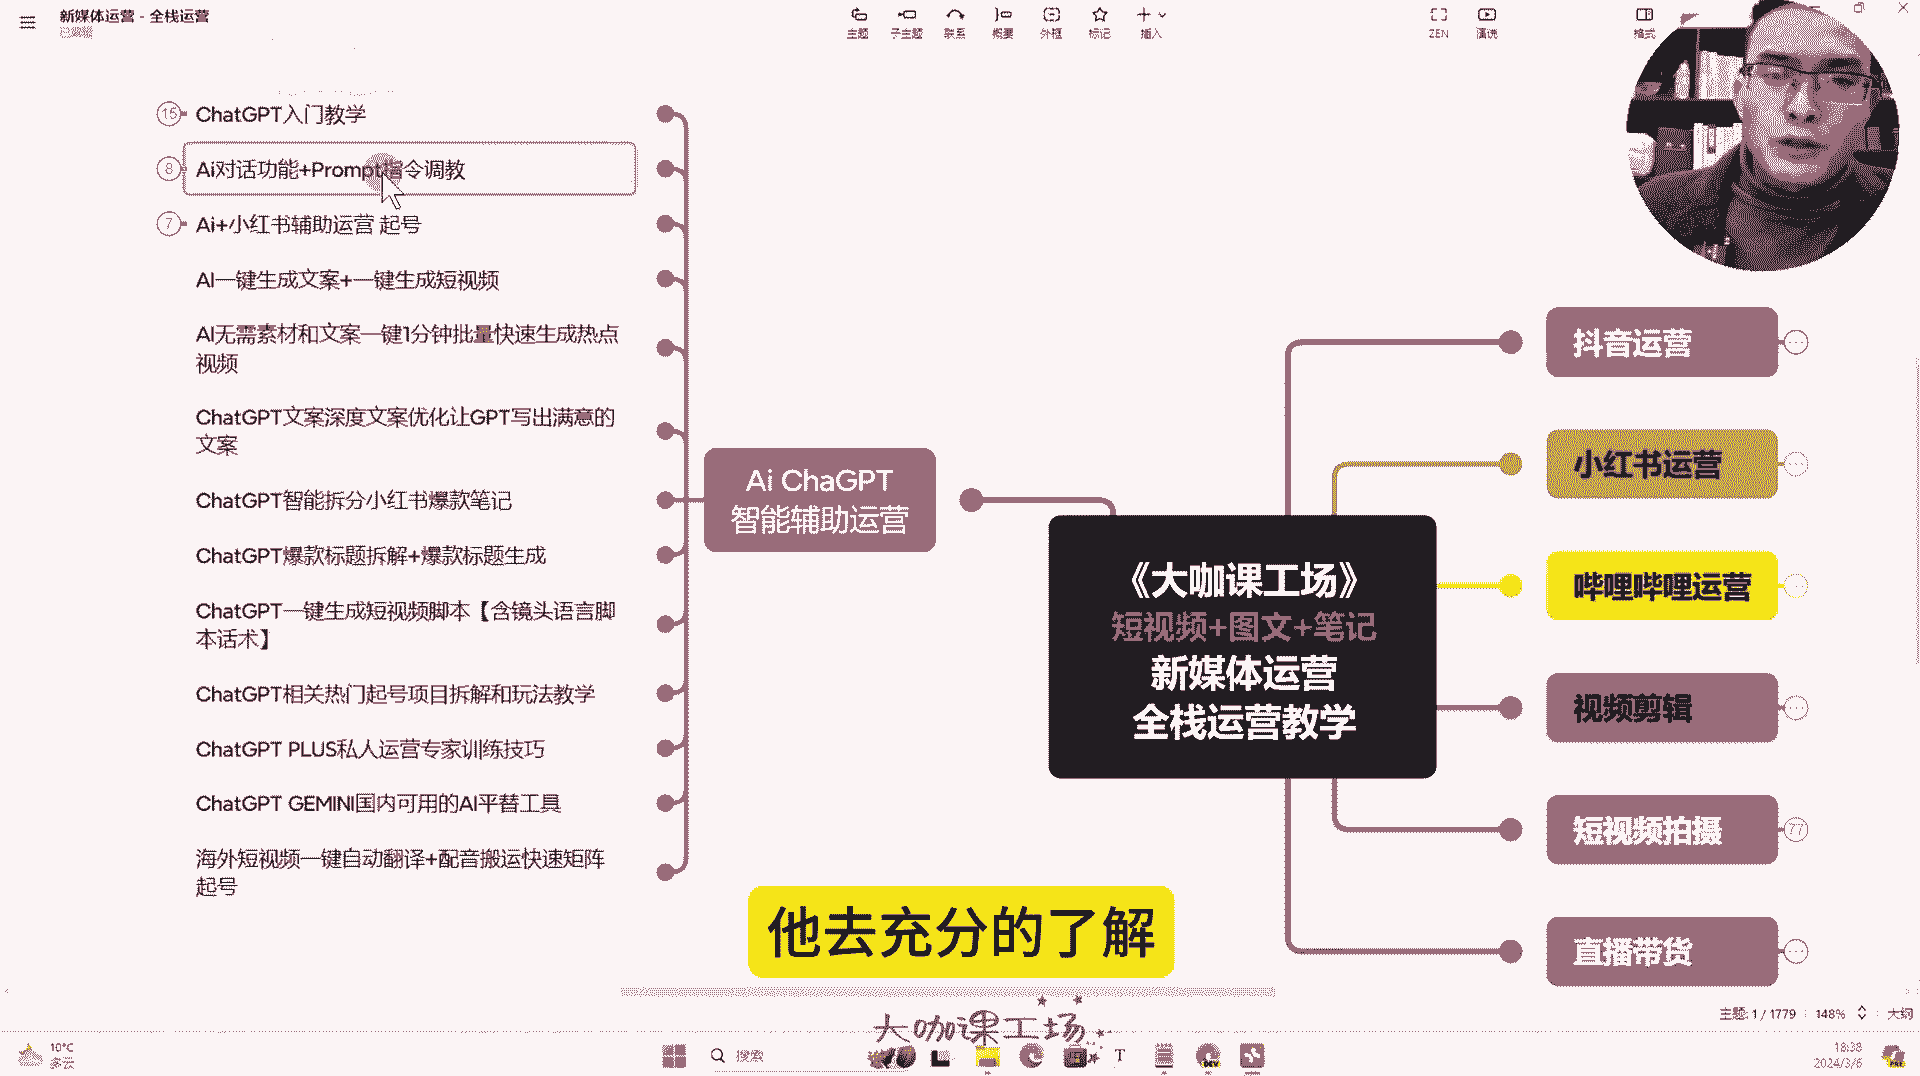 新媒体运营 - 全栈运营
已编辑
主题
子主题
联系
概要
外框
标记
插入
ZEN
演说
格式
15
ChatGPT入门教学
8
Ai对话功能+Prompt指令调教
7
Ai+小红书辅助运营 起号
AI一键生成文案+一键生成短视频
AI无需素材和文案一键1分钟批量快速生成热点
视频
ChatGPT文案深度文案优化让GPT写出满意的
文案
ChatGPT智能拆分小红书爆款笔记
ChatGPT爆款标题拆解+爆款标题生成
ChatGPT一键生成短视频脚本【含镜头语言脚
本话术】
ChatGPT相关热门起号项目拆解和玩法教学
ChatGPT PLUS私人运营专家训练技巧
ChatGPT GEMINI国内可用的AI平替工具
海外短视频一键自动翻译+配音搬运快速矩阵
起号
Ai ChaGPT
智能辅助运营
《大咖课工场》
短视频+图文+笔记
新媒体运营
全栈运营教学
抖音运营
小红书运营
哔哩哔哩运营
视频剪辑
短视频拍摄
77
直播带货
他去充分的了解
大咖课工场
主题: 1 / 1779
148%
大纲
10°C
多云
搜索
T
DEV
18:38
2024/3/6
PRE